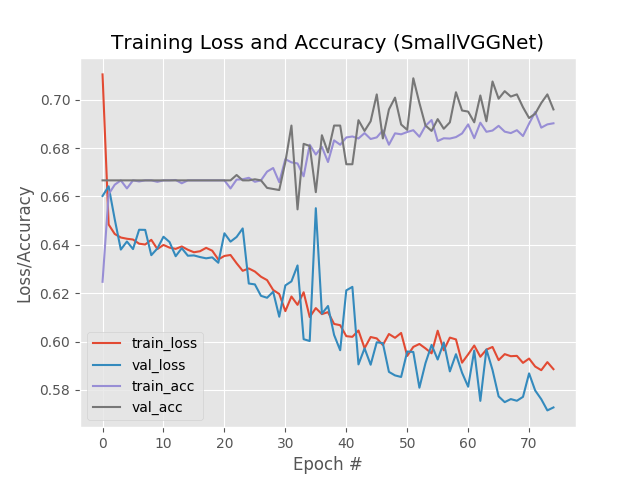 Training Loss and Accuracy (SmallVGGNet)
Loss/Accuracy
0.70
0.68
0.66
0.64
0.62
0.60
0.58
train_loss
val_loss
train_acc
val_acc
0 10 20 30 40 50 60 70
Epoch #